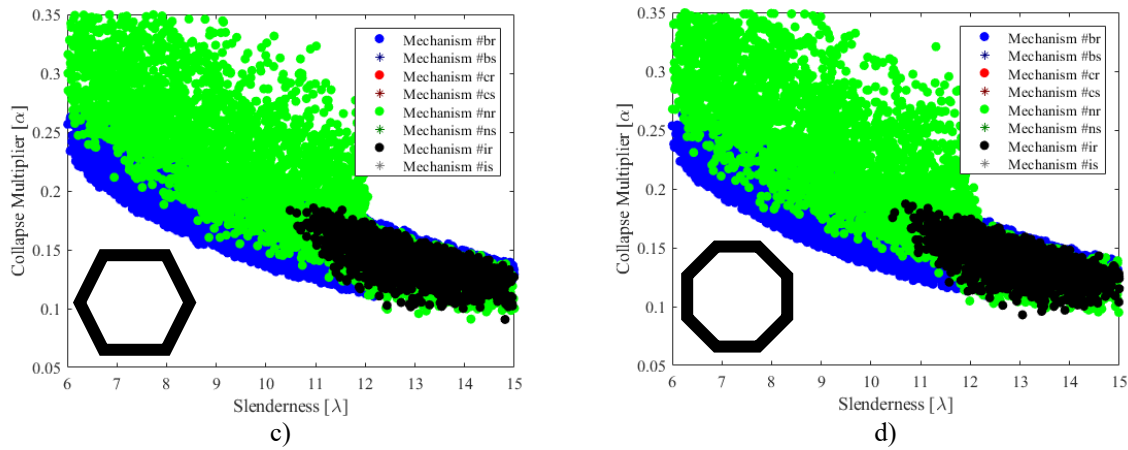 0.35
0.3
0.25
0.2
0.15
0.1
0.05
Collapse Multiplier [α]
6 7 8 9 10 11 12 13 14 15
Slenderness [λ]
Mechanism #br
Mechanism #bs
Mechanism #cr
Mechanism #cs
Mechanism #nr
Mechanism #ns
Mechanism #ir
Mechanism #is
c)
0.35
0.3
0.25
0.2
0.15
0.1
0.05
Collapse Multiplier [α]
6 7 8 9 10 11 12 13 14 15
Slenderness [λ]
Mechanism #br
Mechanism #bs
Mechanism #cr
Mechanism #cs
Mechanism #nr
Mechanism #ns
Mechanism #ir
Mechanism #is
d)